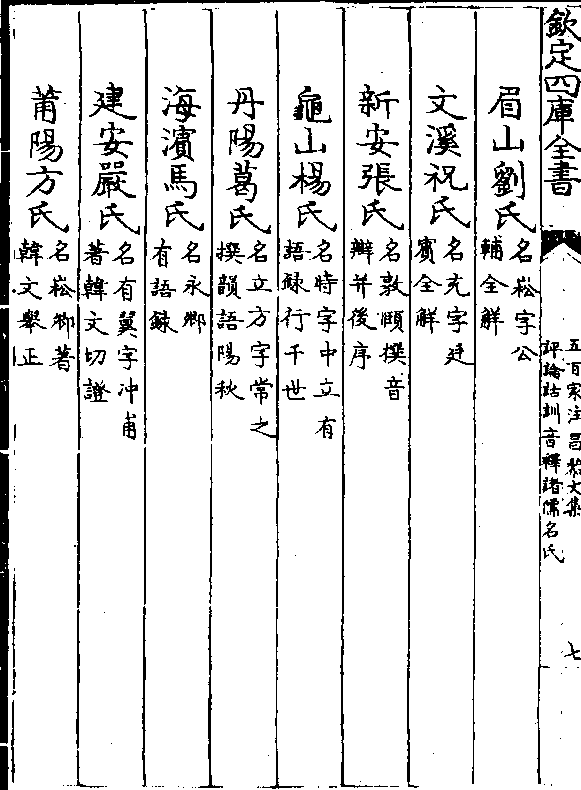 欽定四庫全書
五百家注昌黎文集
評論詁訓音釋諸儒名氏
七
眉山劉氏
名崧字公
輔全解
文溪祝氏
名充字廷
賓全解
新安張氏
名敦頤撰音
辯并後序
龜山楊氏
名時字中立有
語録行于世
丹陽葛氏
名立方字常之
撰韻語陽秋
海濵馬氏
名永卿
有語録
建安嚴氏
名有翼字冲甫
著韓文切證
莆陽方氏
名崧卿著
韓文舉正